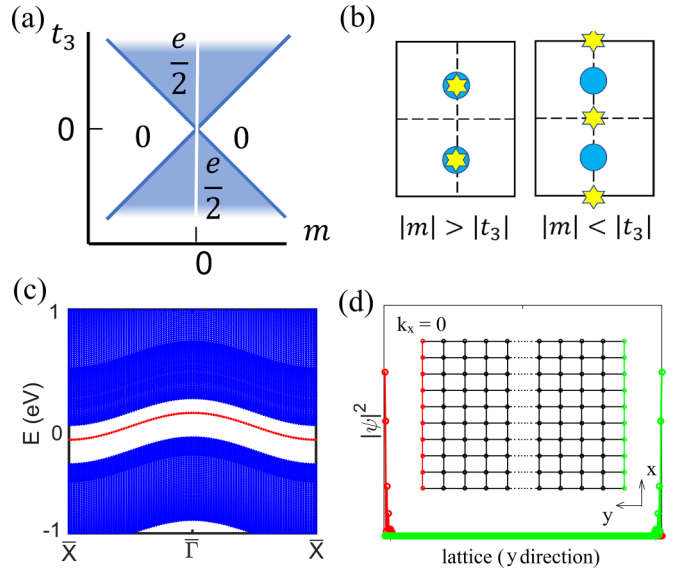 (a)
t₃
e
2
0
0
0
e
2
0
m
(b)
|m| > |t₃|
|m| < |t₃|
(c)
1
E (eV)
0
-1
X̅
Γ̅
X̅
(d)
kₓ = 0
|ψ|²
x
y
lattice (y direction)